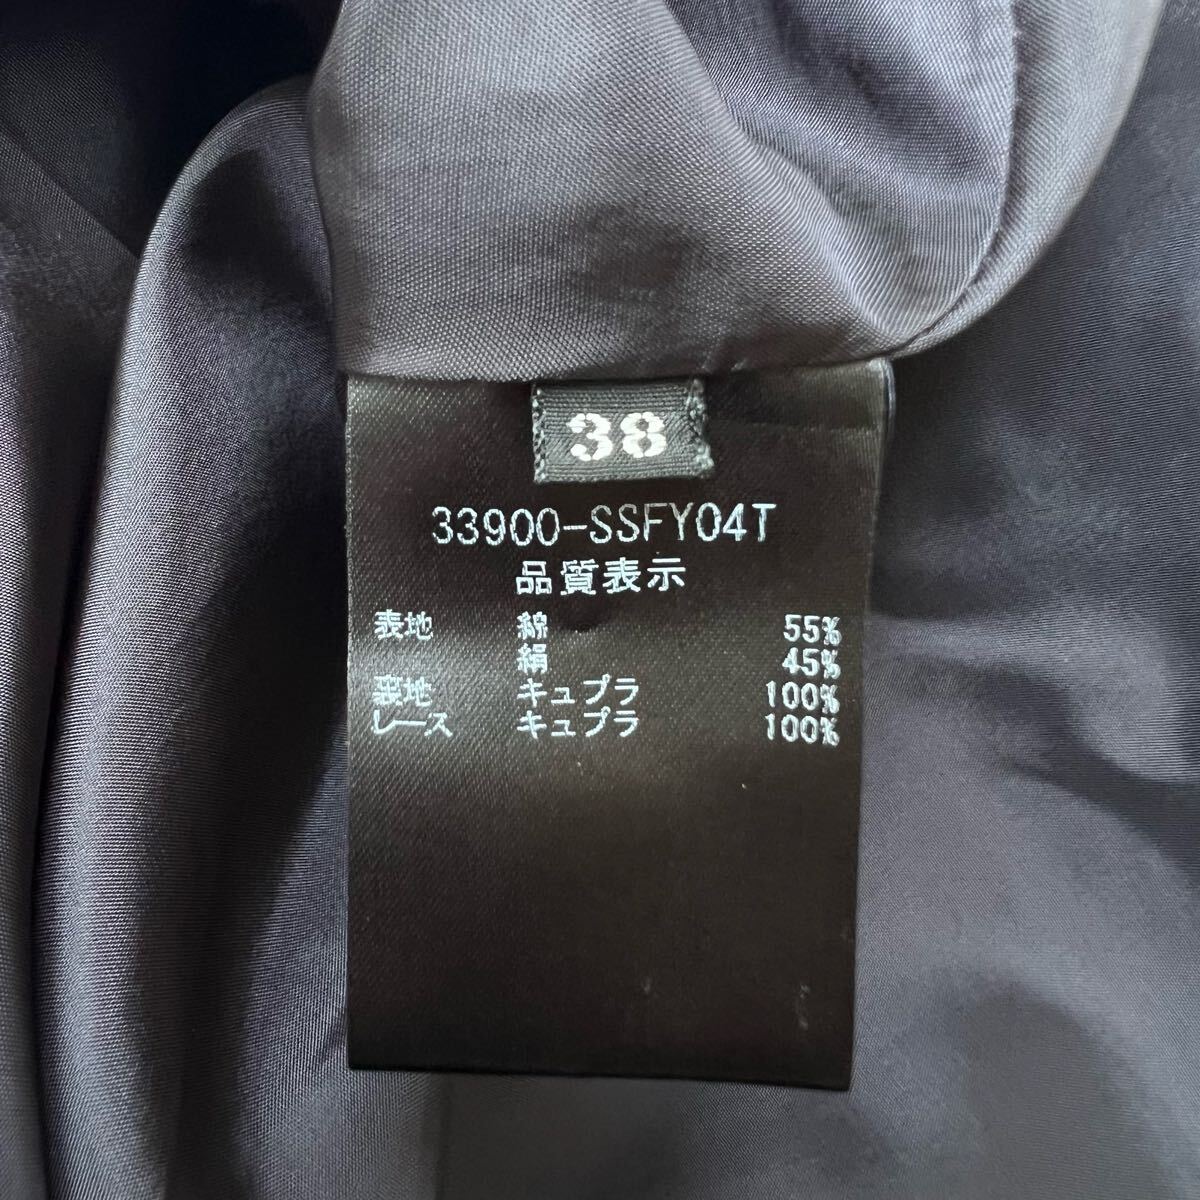 38
33900-SSFY04T
品質表示
表地 綿 55%
絹 45%
裏地 キュプラ 100%
レース キュプラ 100%